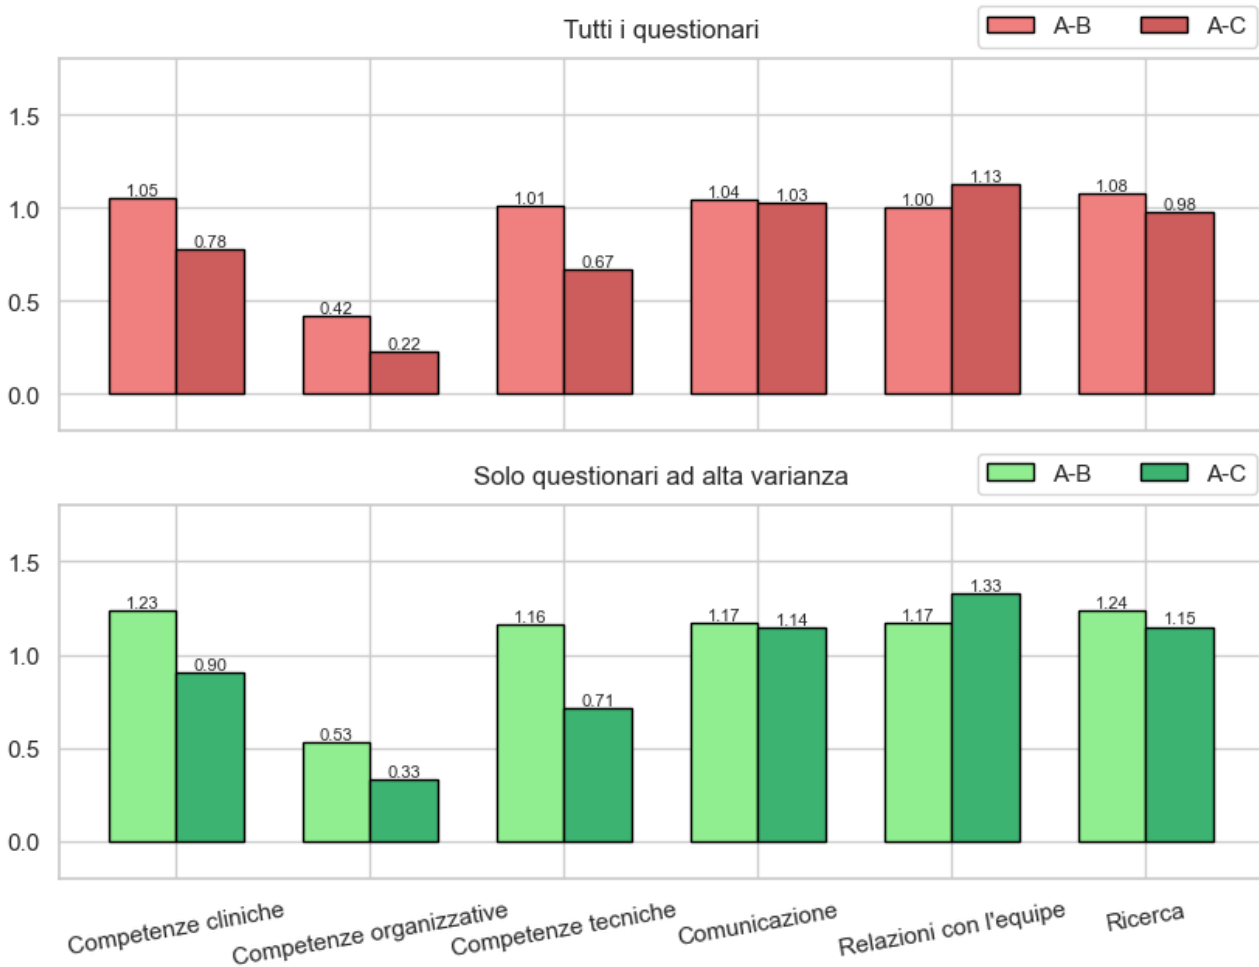 Tutti i questionari
A-B
A-C
1.5
1.0
0.5
0.0
1.05
0.78
0.42
0.22
1.01
0.67
1.04
1.03
1.00
1.13
1.08
0.98
Solo questionari ad alta varianza
A-B
A-C
1.5
1.0
0.5
0.0
1.23
0.90
0.53
0.33
1.16
0.71
1.17
1.14
1.17
1.33
1.24
1.15
Competenze cliniche
Competenze organizzative
Competenze tecniche
Comunicazione
Relazioni con l'equipe
Ricerca